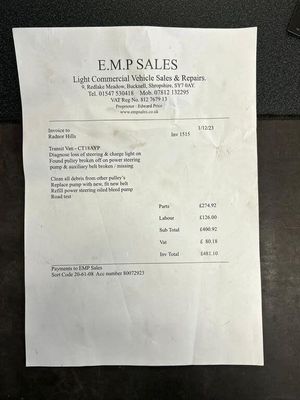 E.M.P SALES
Light Commercial Vehicle Sales & Repairs.
9, Redlake Meadow, Bucknell, Shropshire, SY7 0AY.
Tel. 01547 530418 Mob. 07812 132295
VAT Reg No. 812 7679 13
Proprietor - Edward Price
www.empsales.co.uk
Invoice to 1/12/23
Radnor Hills Inv 1515
Transit Van - CT18AYP
Diagnose loss of steering & charge light on
Found pulley broken off on power steering
pump & auxiliary belt broken / missing.
Clean all debris from other pulley's
Replace pump with new, fit new belt
Refill power steering oiled bleed pump
Road test
Parts £274.92
Labour £126.00
Sub Total £400.92
Vat £ 80.18
Inv Total £481.10
Payments to EMP Sales
Sort Code 20-61-08 Acc number 80072923